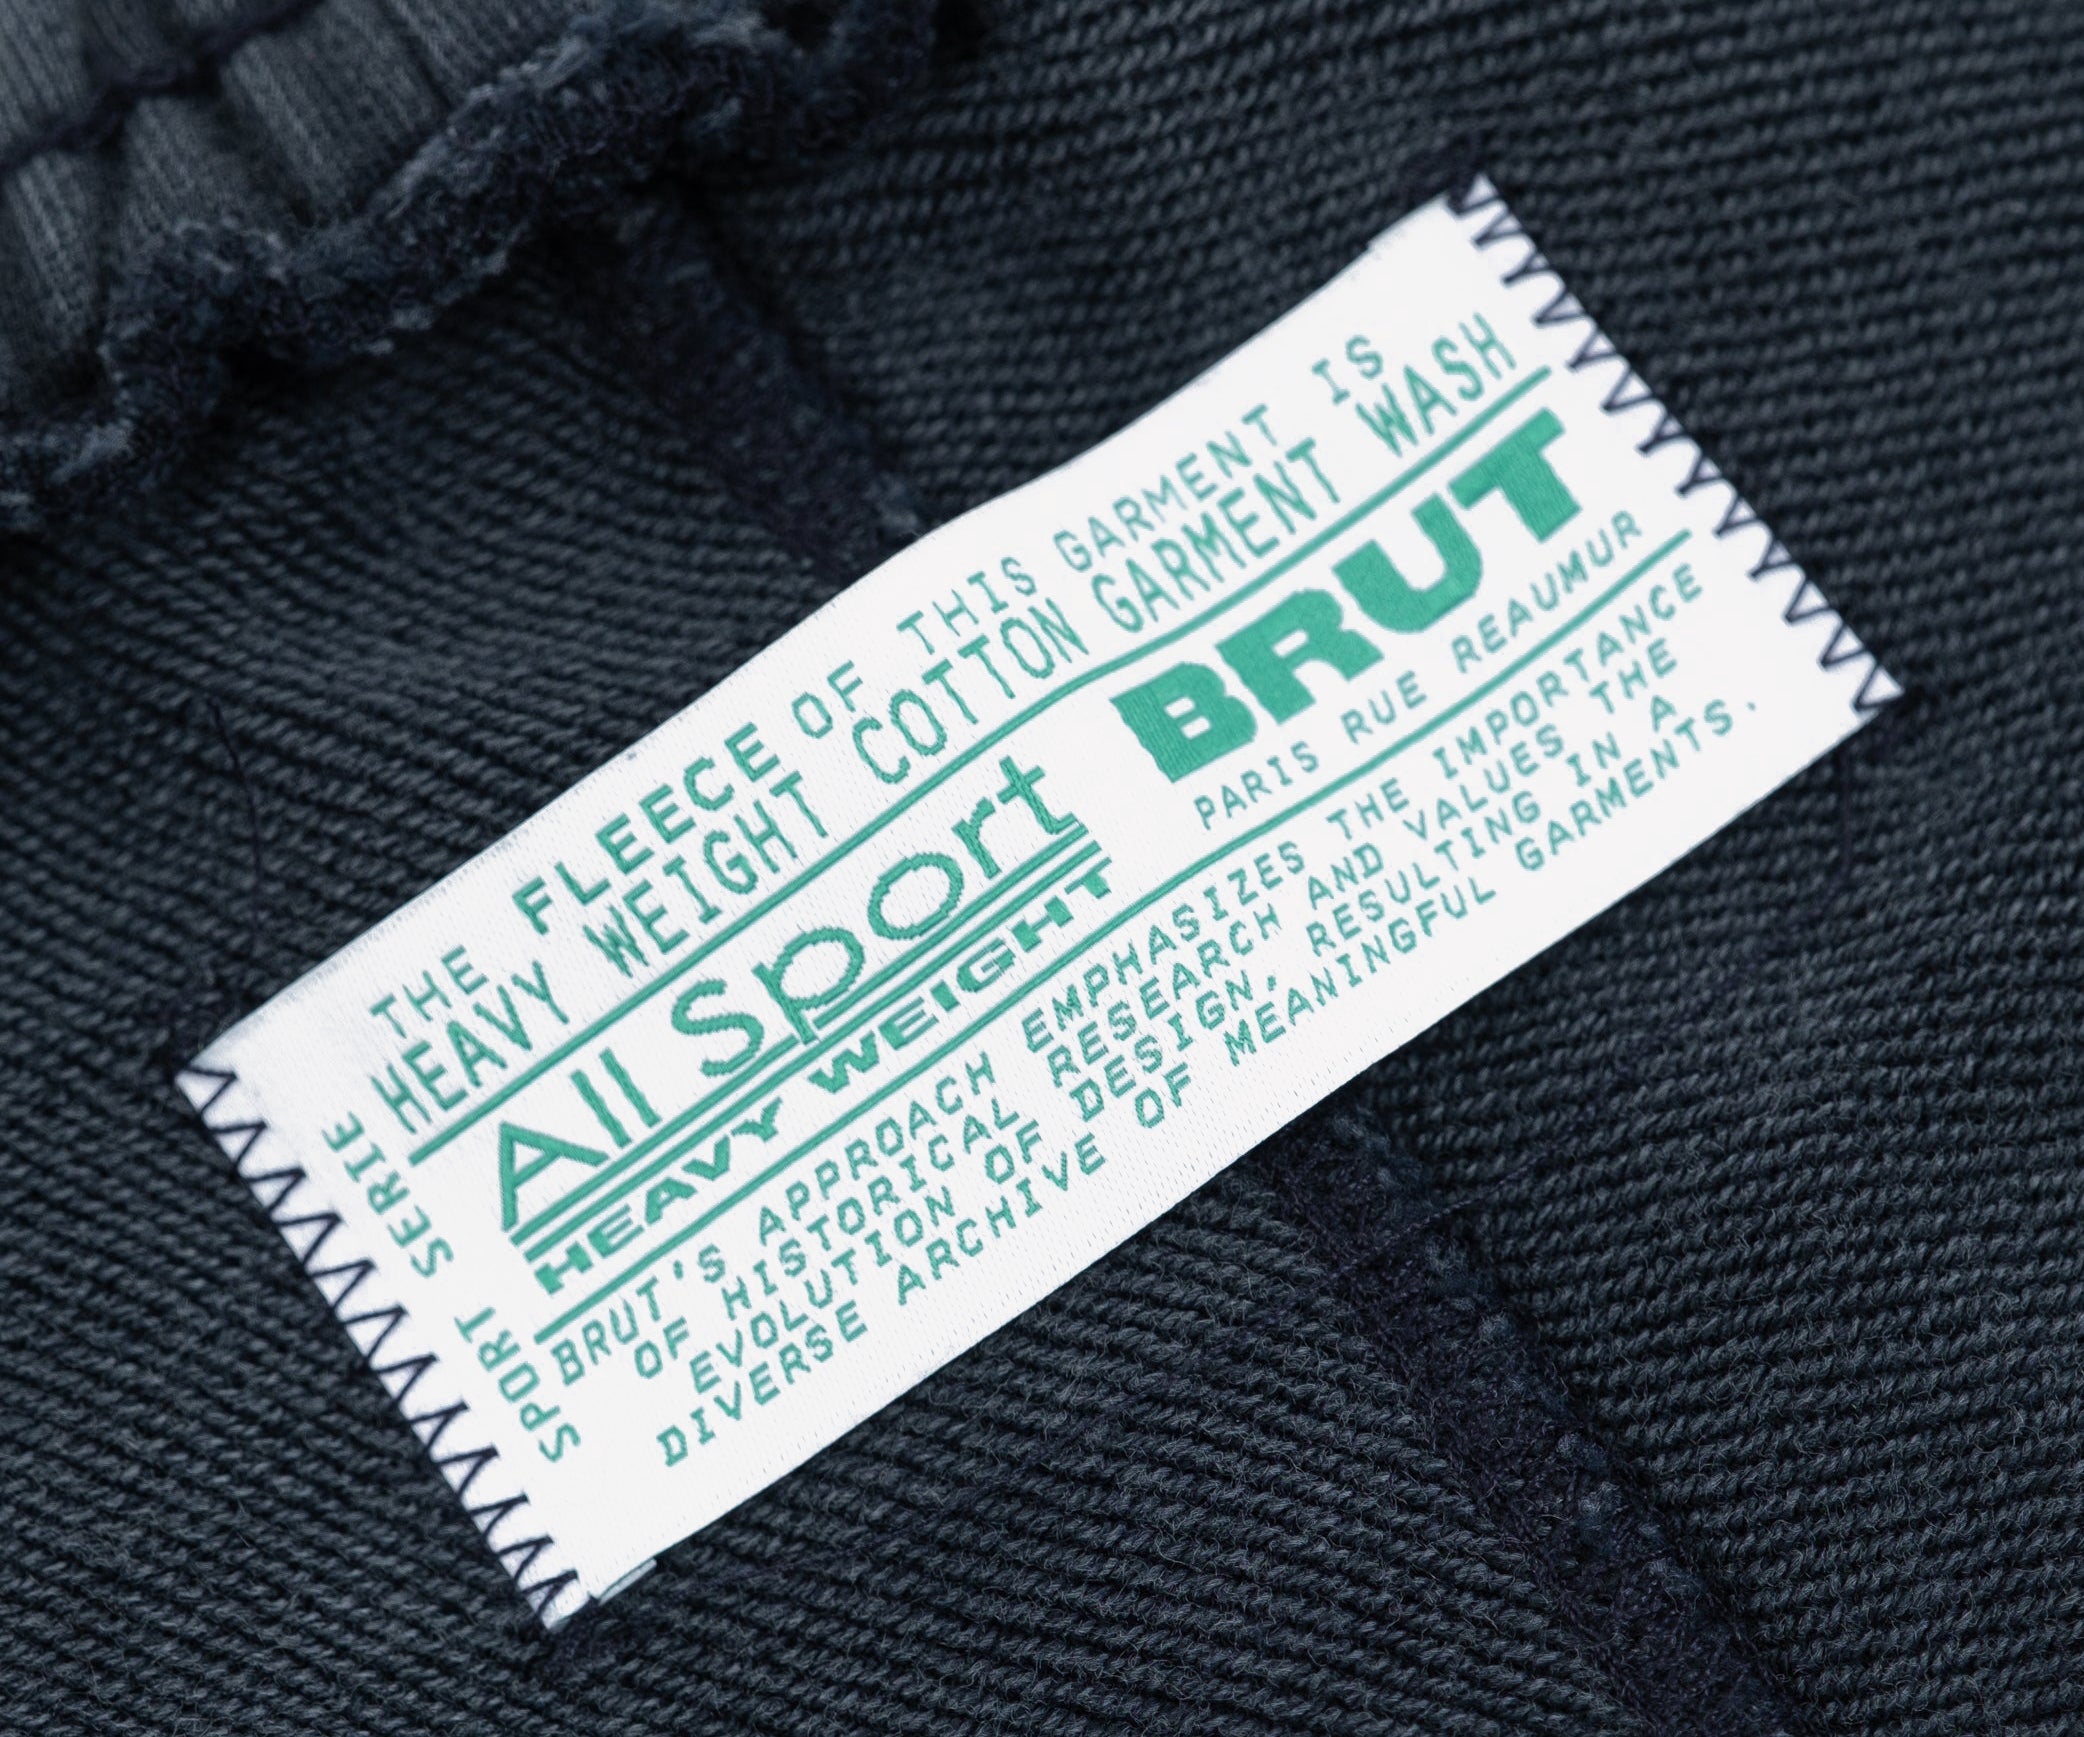 THE FLEECE OF THIS GARMENT IS
HEAVY WEIGHT COTTON GARMENT WASH
All Sport
HEAVY WEIGHT
BRUT
PARIS RUE REAUMUR
BRUT'S APPROACH EMPHASIZES THE IMPORTANCE
OF HISTORICAL RESEARCH AND VALUES THE
EVOLUTION OF DESIGN, RESULTING IN A
DIVERSE ARCHIVE OF MEANINGFUL GARMENTS.
SPORT SERIE